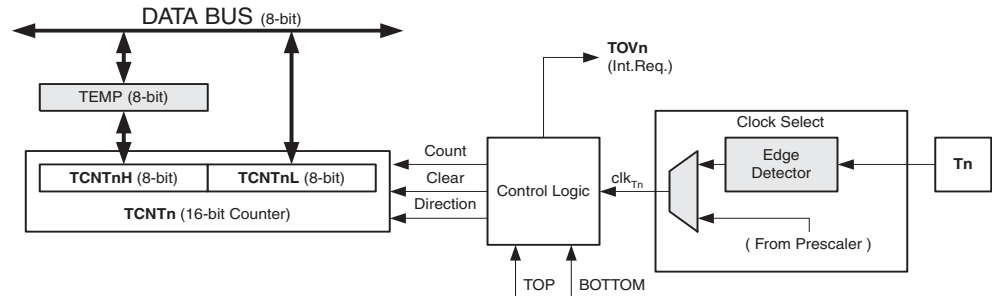 DATA BUS (8-bit)
TOVn
(Int.Req.)
TEMP (8-bit)
Clock Select
Count
Edge
Detector
Tn
TCNTnH (8-bit) TCNTnL (8-bit)
Clear
Control Logic
clkTn
TCNTn (16-bit Counter)
Direction
( From Prescaler )
TOP
BOTTOM